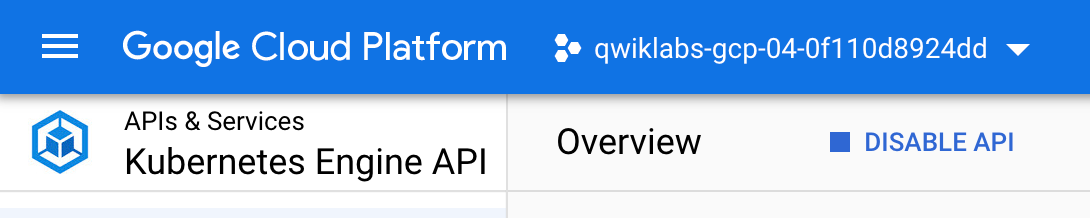 Google Cloud Platform
qwiklabs-gcp-04-0f110d8924dd
APIs & Services
Kubernetes Engine API
Overview
DISABLE API